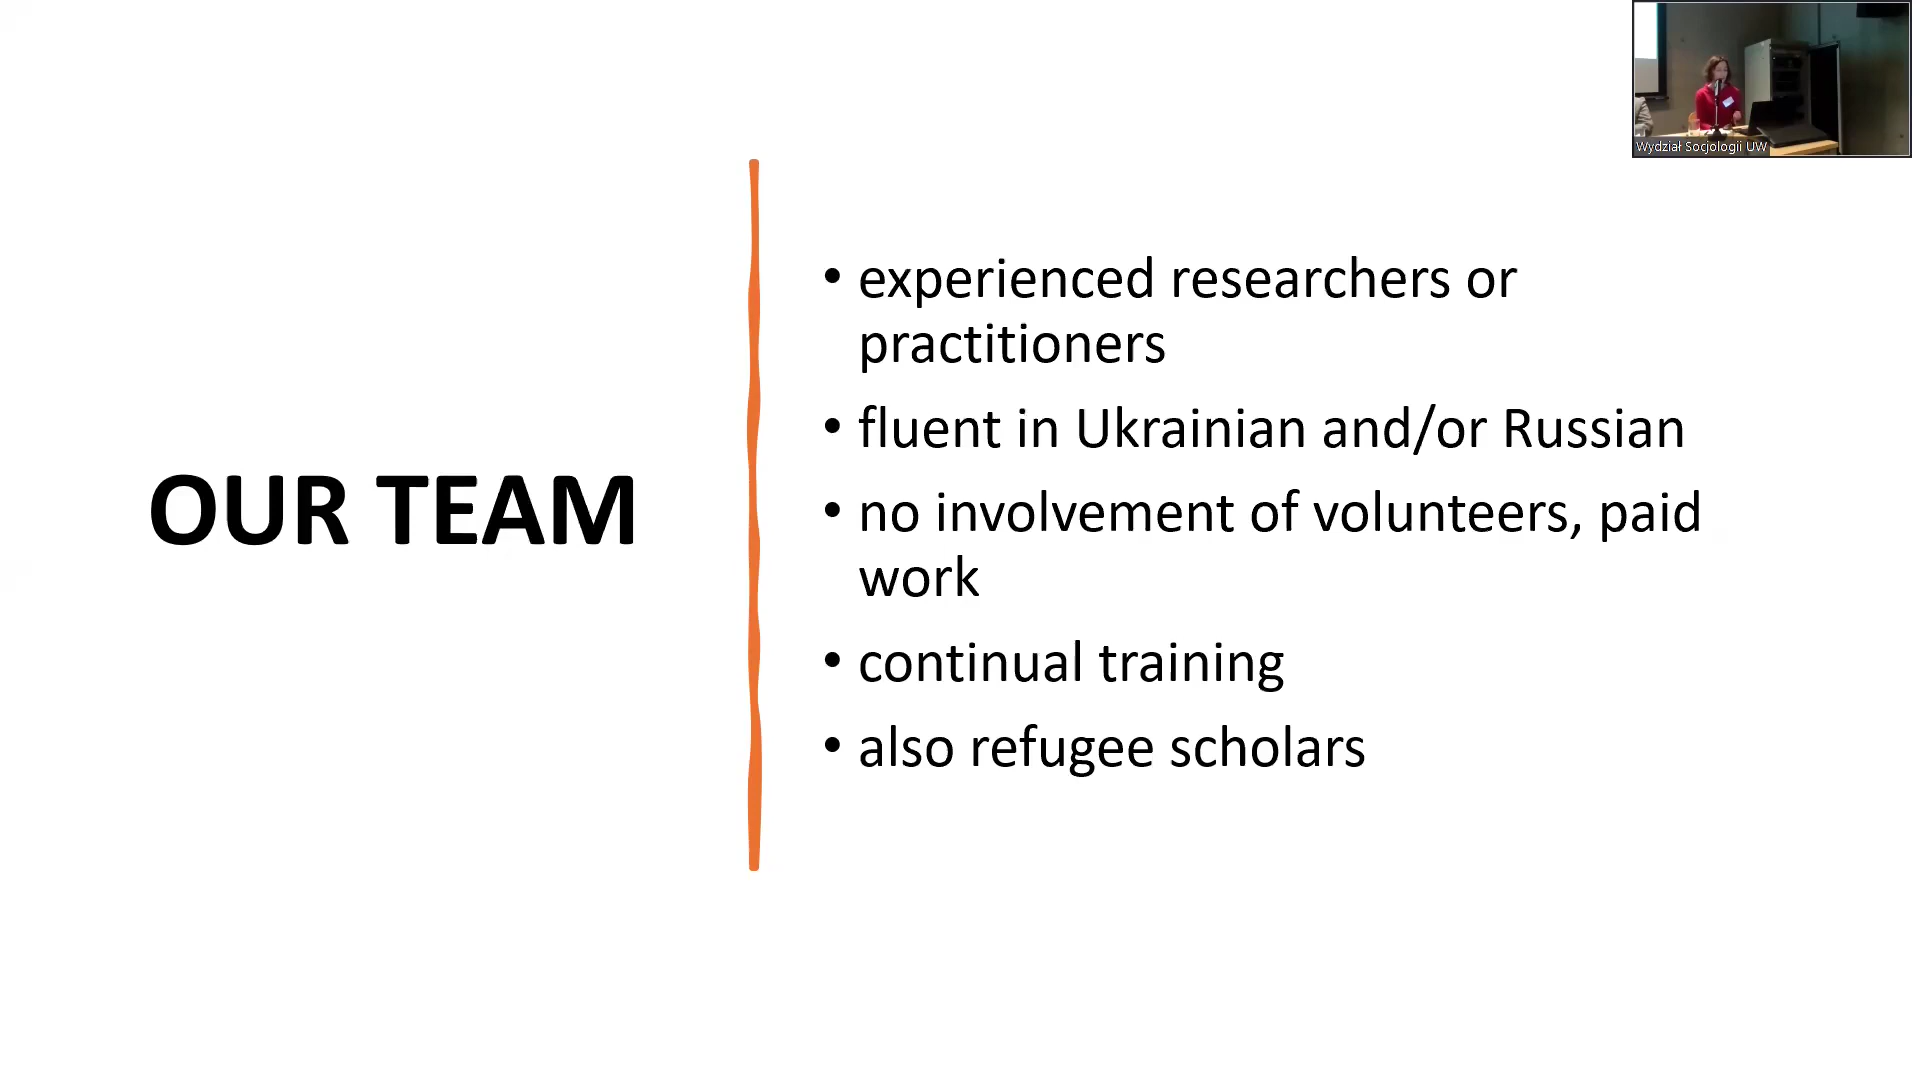 Wydział Socjologii UW
OUR TEAM
• experienced researchers or
practitioners
• fluent in Ukrainian and/or Russian
• no involvement of volunteers, paid
work
• continual training
• also refugee scholars